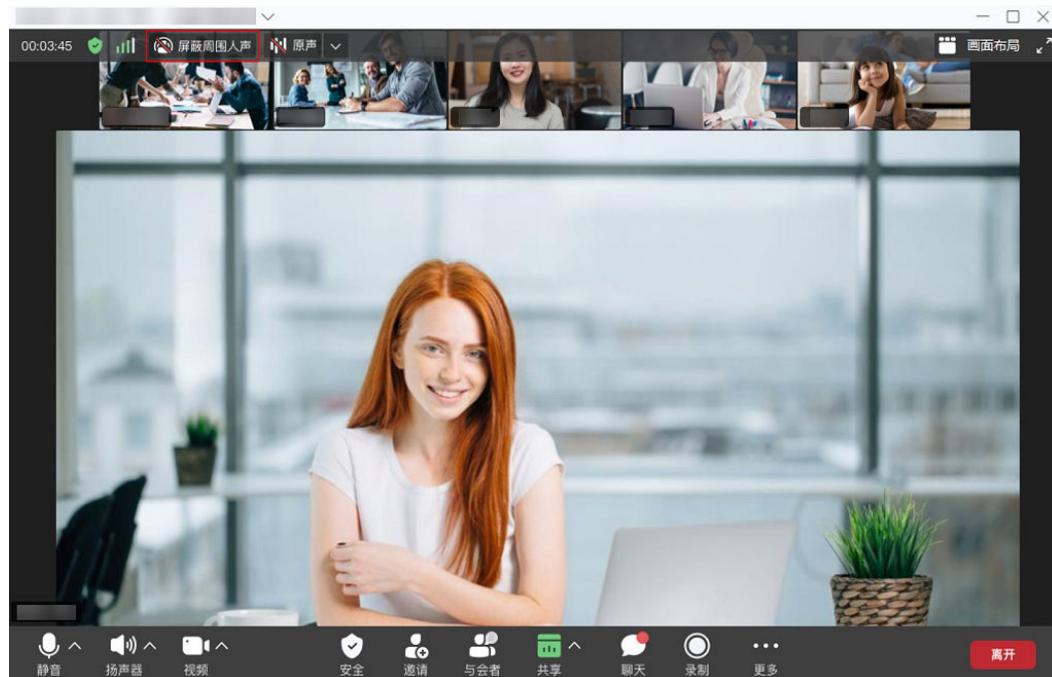 00:03:45 屏蔽周围人声 原声 画面布局
静音 扬声器 视频 安全 邀请 与会者 共享 聊天 录制 更多 离开